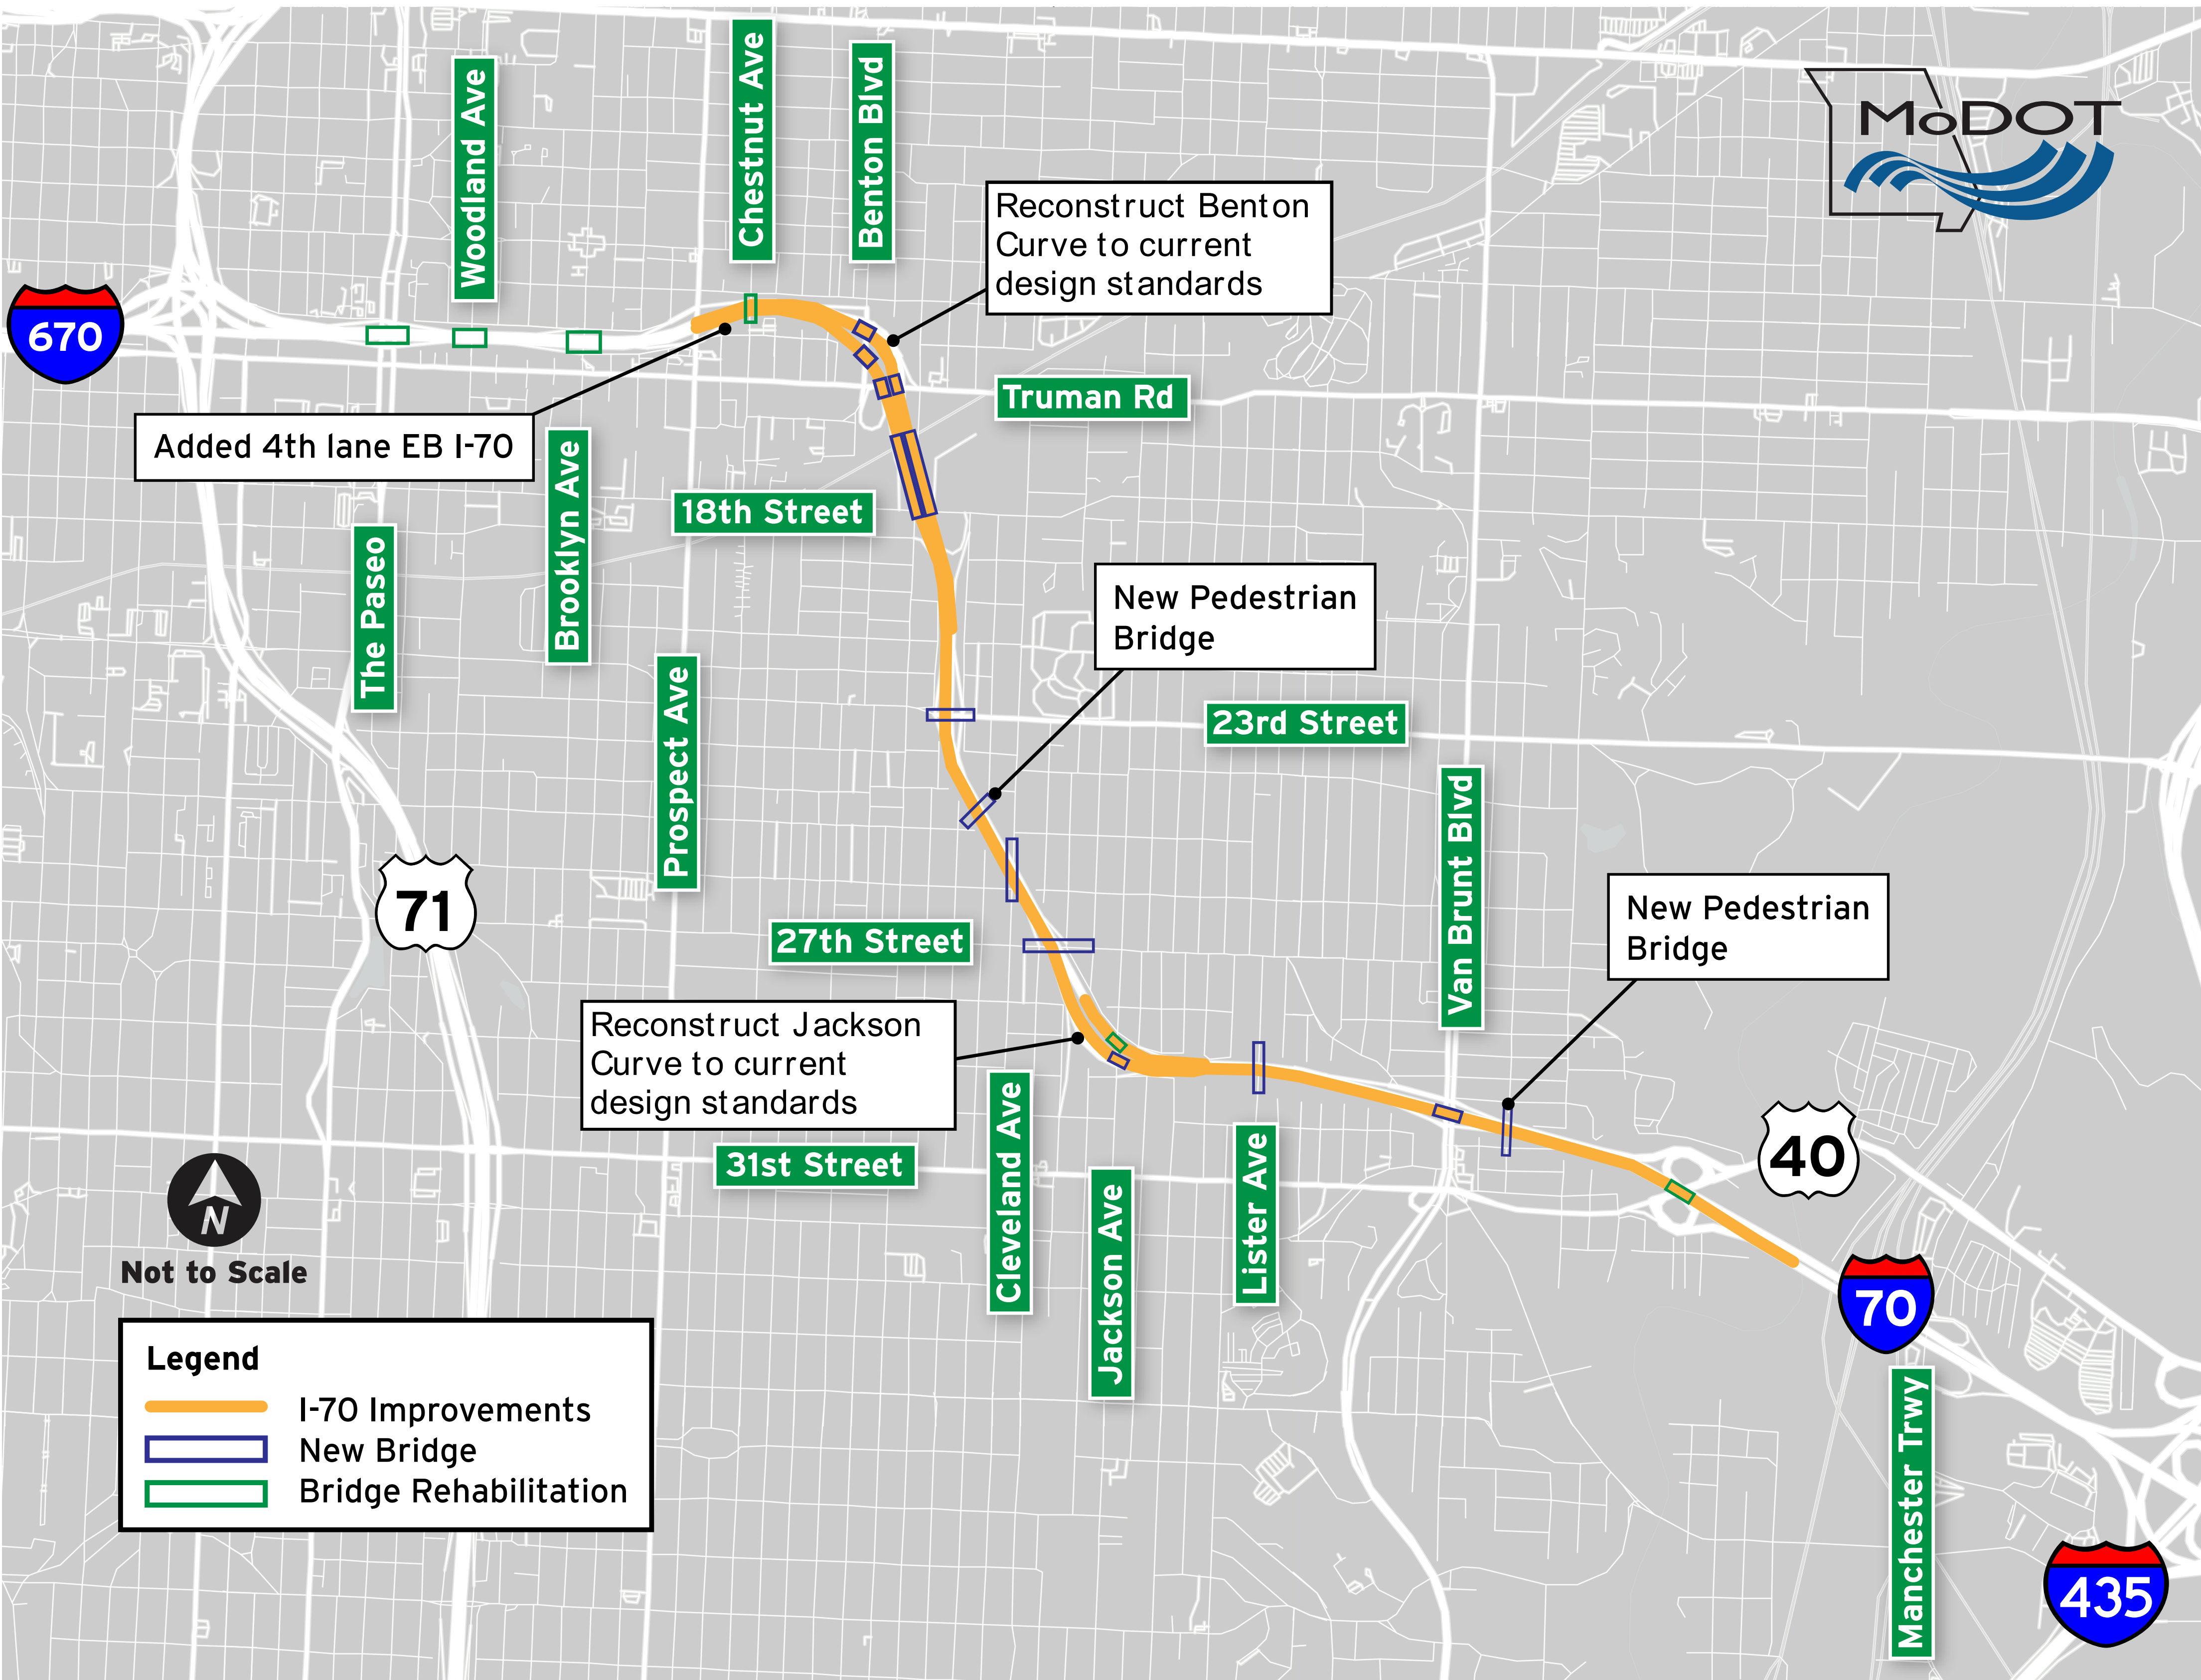 MoDOT
Woodland Ave
Chestnut Ave
Benton Blvd
Reconstruct Benton
Curve to current
design standards
670
Truman Rd
Added 4th lane EB I-70
Brooklyn Ave
18th Street
The Paseo
New Pedestrian
Bridge
Prospect Ave
23rd Street
Van Brunt Blvd
71
27th Street
New Pedestrian
Bridge
Reconstruct Jackson
Curve to current
design standards
Cleveland Ave
31st Street
Jackson Ave
Lister Ave
40
N
Not to Scale
70
Manchester Trwy
Legend
I-70 Improvements
New Bridge
Bridge Rehabilitation
435